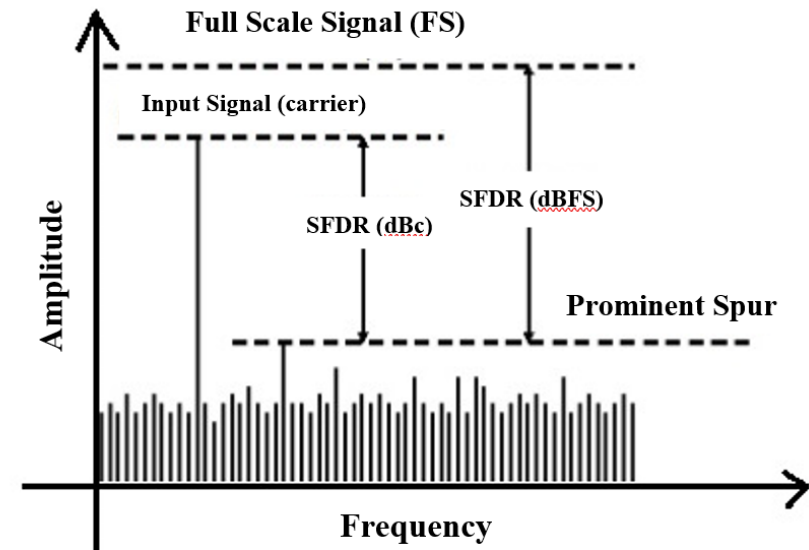 Full Scale Signal (FS)
Input Signal (carrier)
SFDR (dBFS)
SFDR (dBc)
Prominent Spur
Amplitude
Frequency